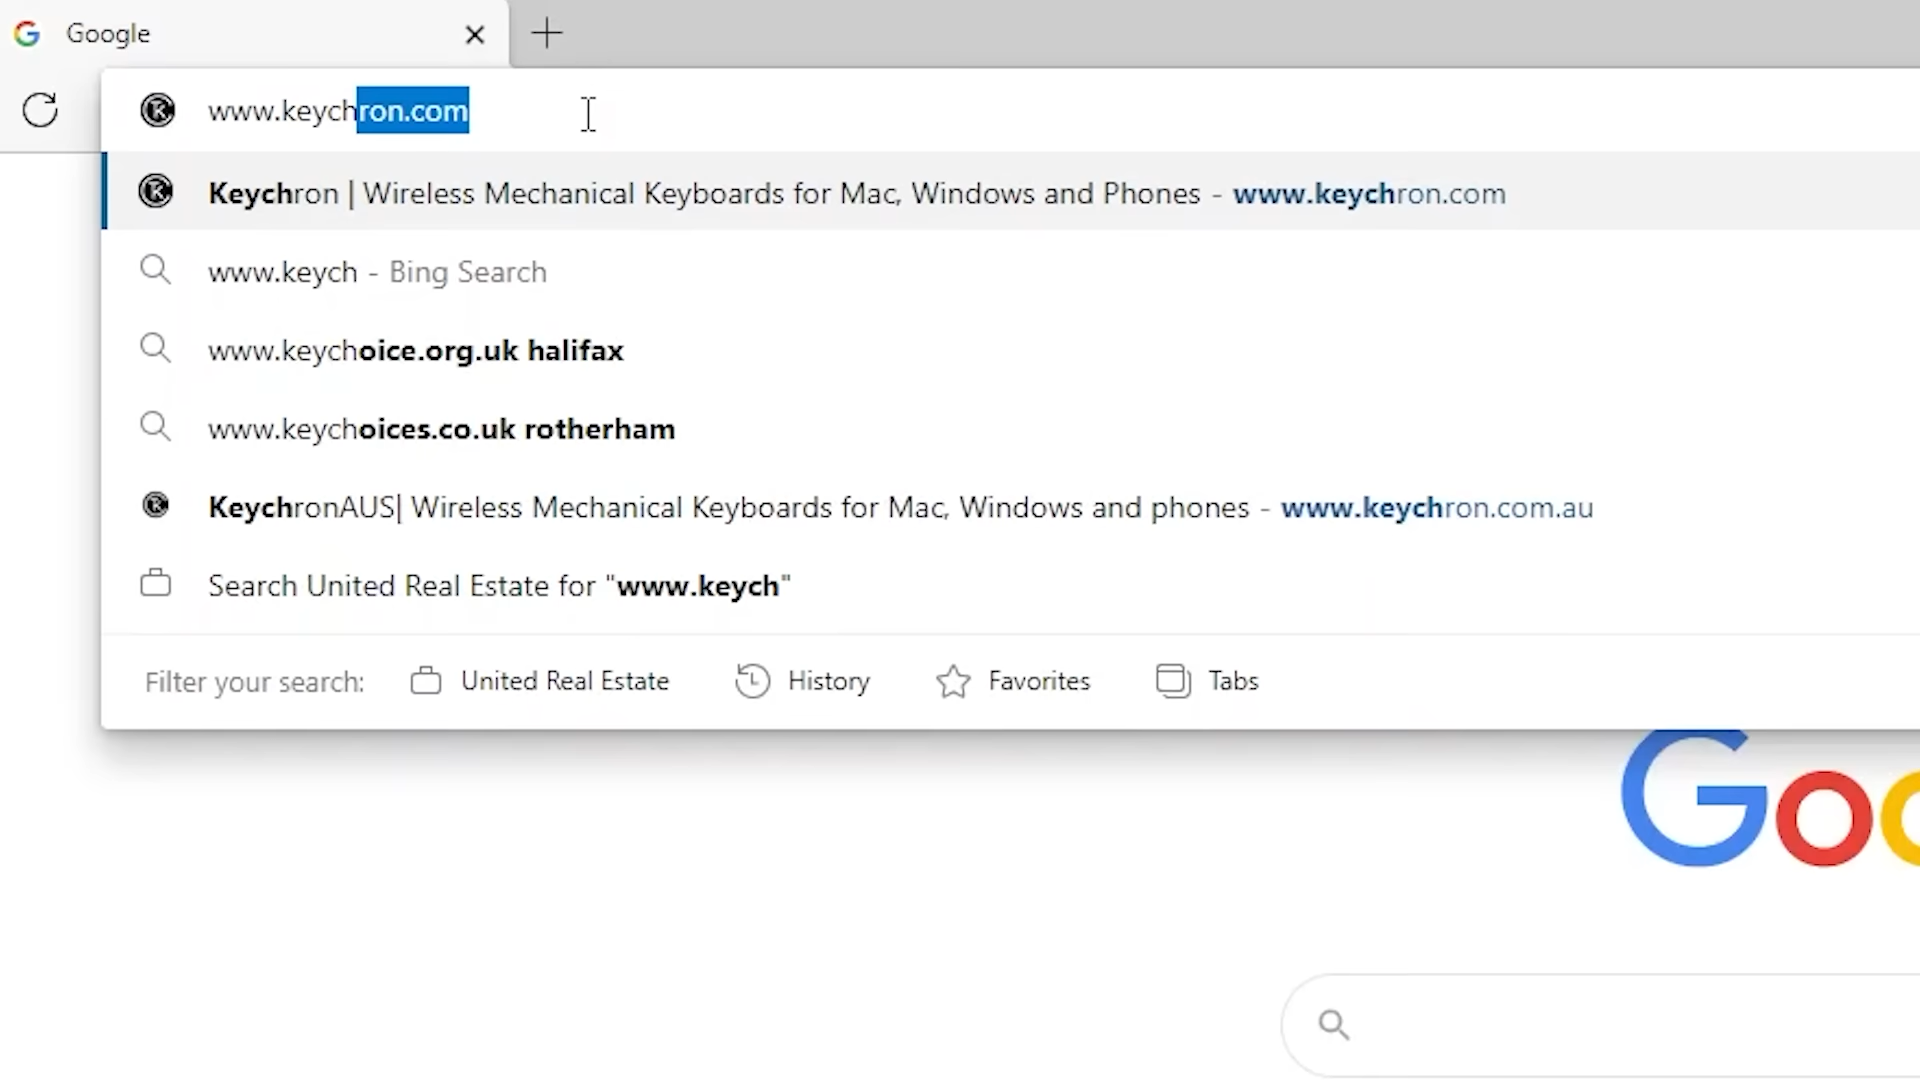 Google
www.keychron.com
Keychron | Wireless Mechanical Keyboards for Mac, Windows and Phones - www.keychron.com
www.keych - Bing Search
www.keychoice.org.uk halifax
www.keychoices.co.uk rotherham
KeychronAUS| Wireless Mechanical Keyboards for Mac, Windows and phones - www.keychron.com.au
Search United Real Estate for "www.keych"
Filter your search: United Real Estate History Favorites Tabs
Goo